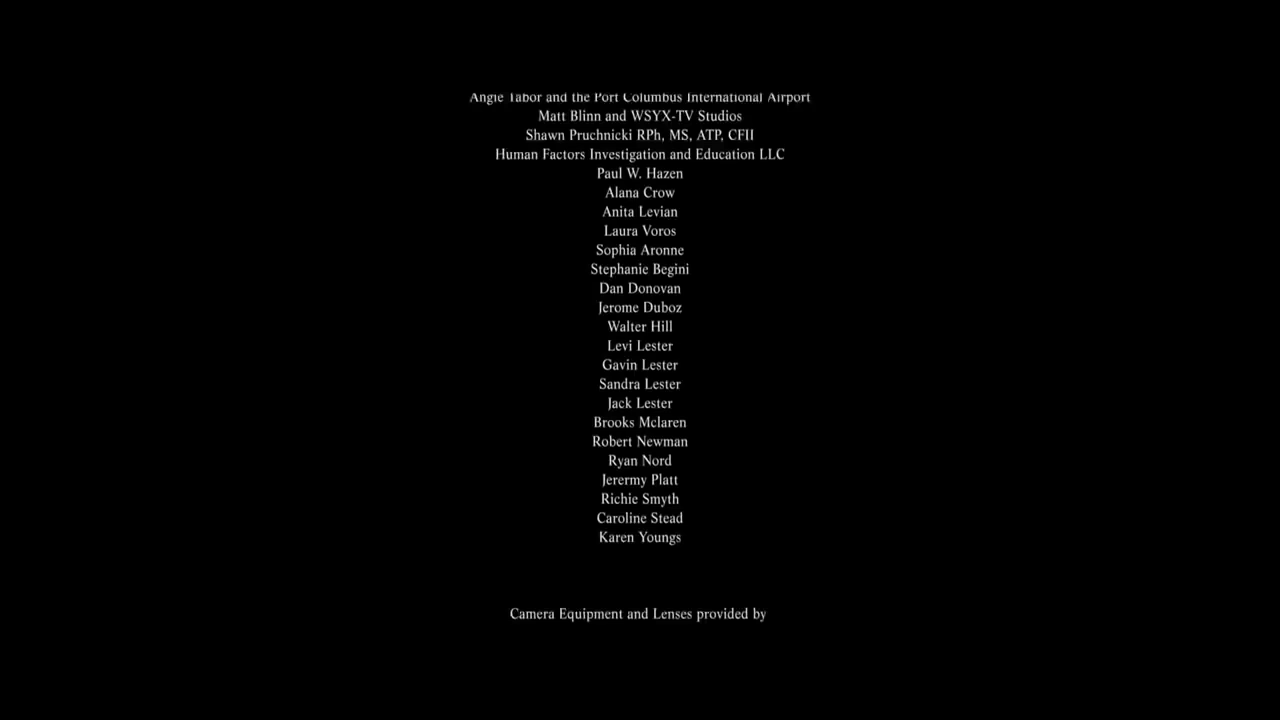 Angie Tabor and the Port Columbus International Airport
Matt Blinn and WSYX-TV Studios
Shawn Pruchnicki RPh, MS, ATP, CFII
Human Factors Investigation and Education LLC
Paul W. Hazen
Alana Crow
Anita Levian
Laura Voros
Sophia Aronne
Stephanie Begini
Dan Donovan
Jerome Duboz
Walter Hill
Levi Lester
Gavin Lester
Sandra Lester
Jack Lester
Brooks Mclaren
Robert Newman
Ryan Nord
Jerermy Platt
Richie Smyth
Caroline Stead
Karen Youngs
Camera Equipment and Lenses provided by